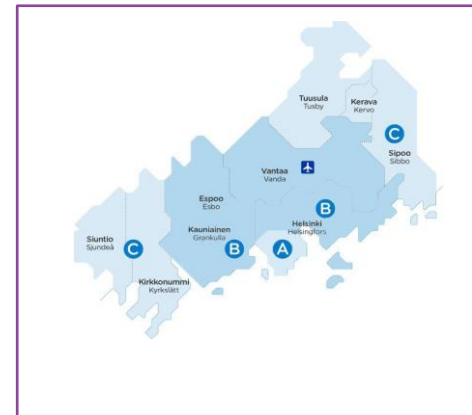 Tuusula
Tusby
Kerava
Kervo
C
Sipoo
Sibbo
Vantaa
Vanda
Espoo
Esbo
B
Helsinki
Helsingfors
Kauniainen
Grankulla
B
A
Siuntio
Sjundeå
C
Kirkkonummi
Kyrkslätt